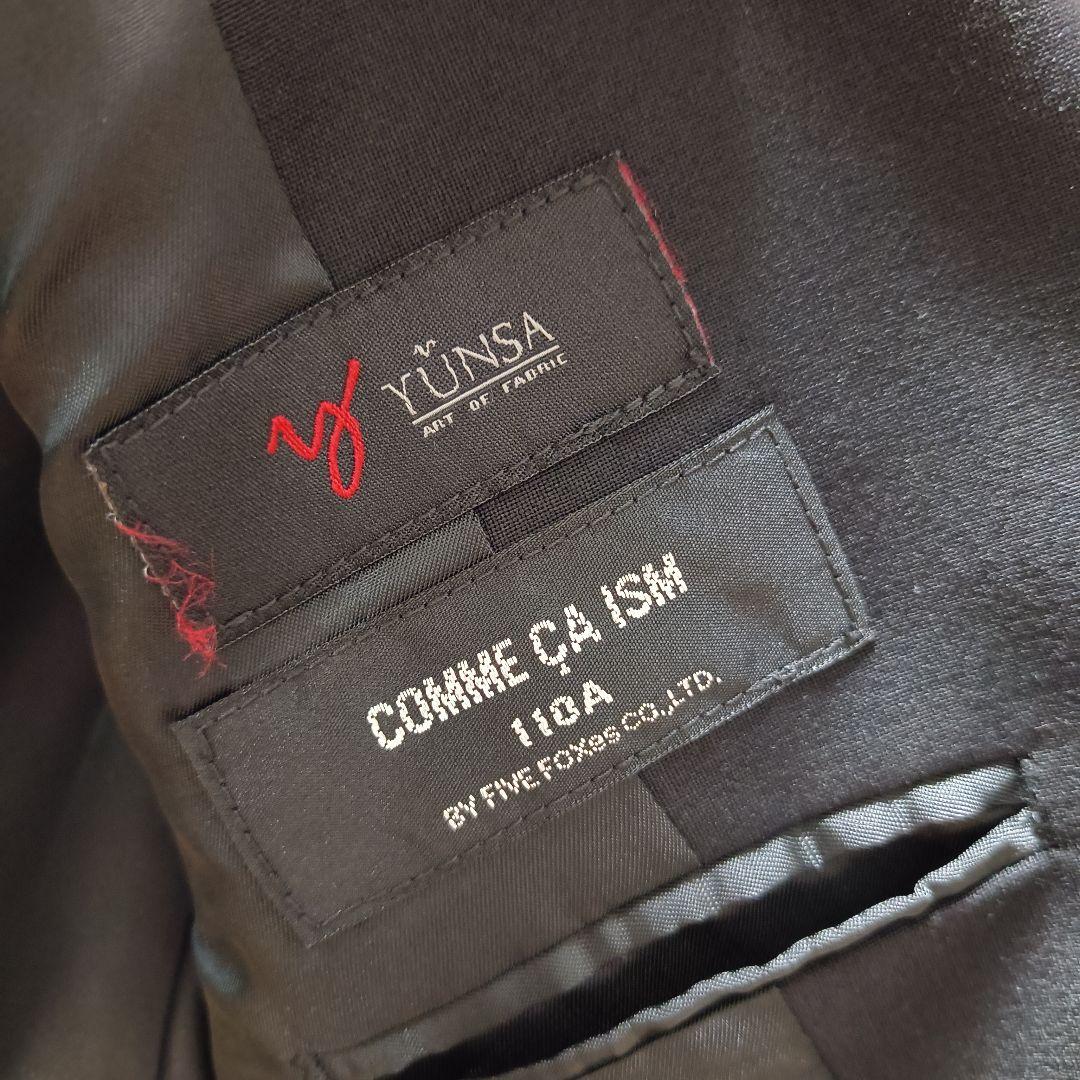 y YÜNSA
ART OF FABRIC
COMME ÇA ISM
110A
BY FIVE FOXes CO.,LTD.